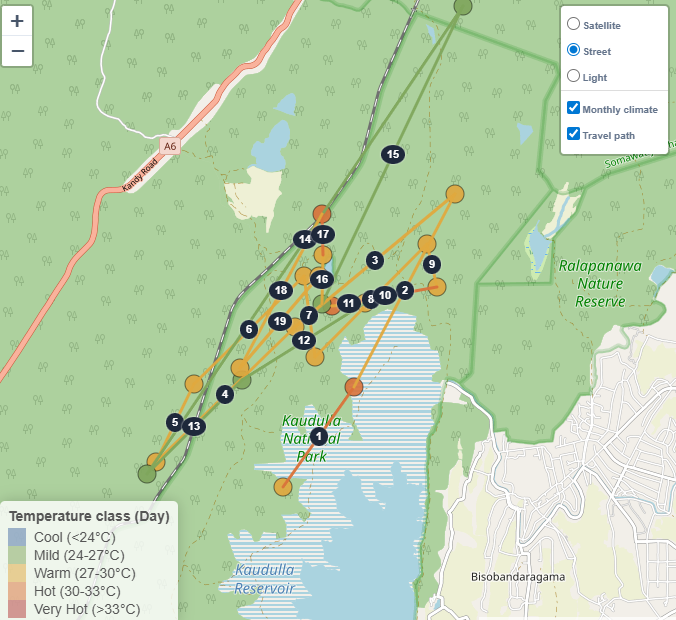 +
−
Satellite
Street
Light
Monthly climate
Travel path
A6
Kandy Road
15
14
17
3
9
16
18
11
8
10
2
7
19
6
12
4
5
13
1
Ralapanawa
Nature
Reserve
Kaudulla
National
Park
Kaudulla
Reservoir
Bisobandaragama
Temperature class (Day)
Cool (<24°C)
Mild (24-27°C)
Warm (27-30°C)
Hot (30-33°C)
Very Hot (>33°C)